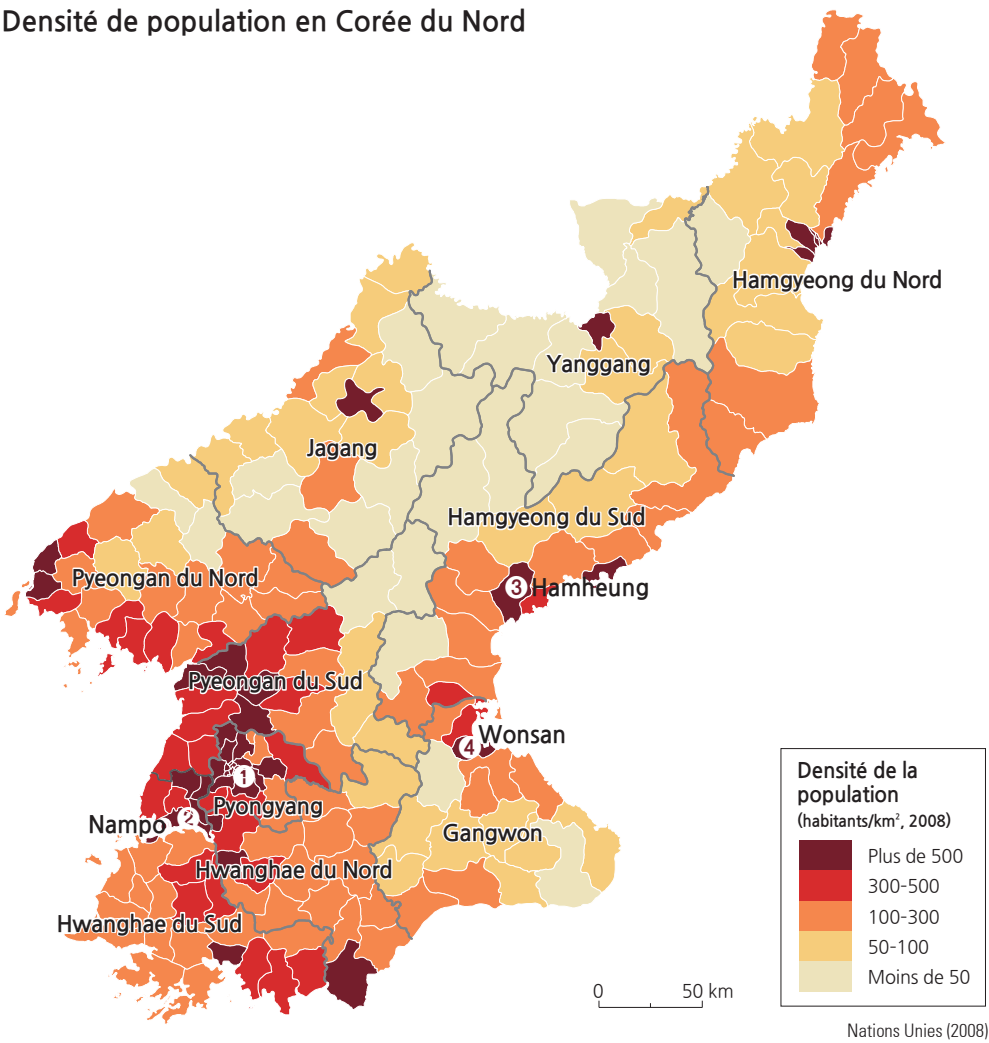 Densité de population en Corée du Nord
Hamgyeong du Nord
Yanggang
Jagang
Hamgyeong du Sud
Pyeongan du Nord
3 Hamheung
Pyeongan du Sud
Wonsan
4
1
Pyongyang
2
Nampo
Gangwon
Hwanghae du Nord
Hwanghae du Sud
Densité de la
population
(habitants/km², 2008)
Plus de 500
300-500
100-300
50-100
Moins de 50
0 50 km
Nations Unies (2008)